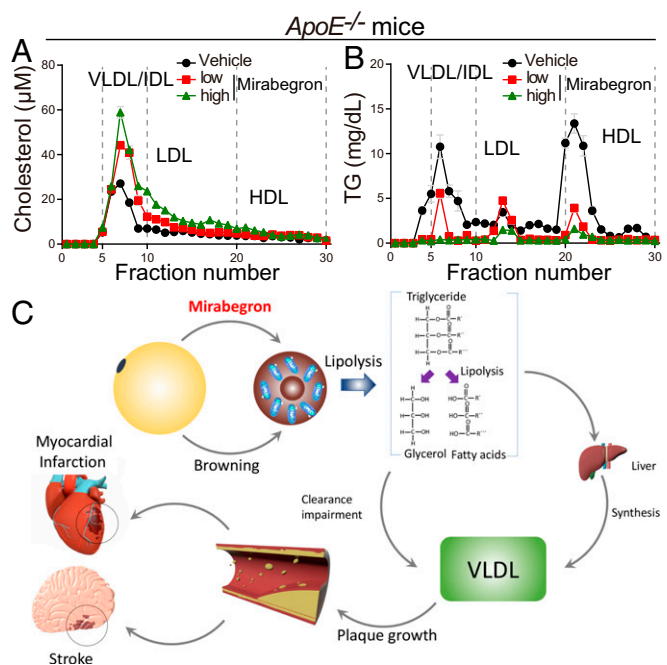 ApoE-/- mice
A
B
VLDL/IDL
Vehicle
low
high
Mirabegron
LDL
HDL
Cholesterol (µM)
80
60
40
20
0
0
5
10
20
30
Fraction number
VLDL/IDL
Vehicle
low
high
Mirabegron
LDL
HDL
TG (mg/dL)
20
15
10
5
0
0
5
10
20
30
Fraction number
C
Mirabegron
Browning
Lipolysis
Triglyceride
Lipolysis
Glycerol
Fatty acids
Liver
Synthesis
Clearance
impairment
VLDL
Plaque growth
Myocardial
Infarction
Stroke